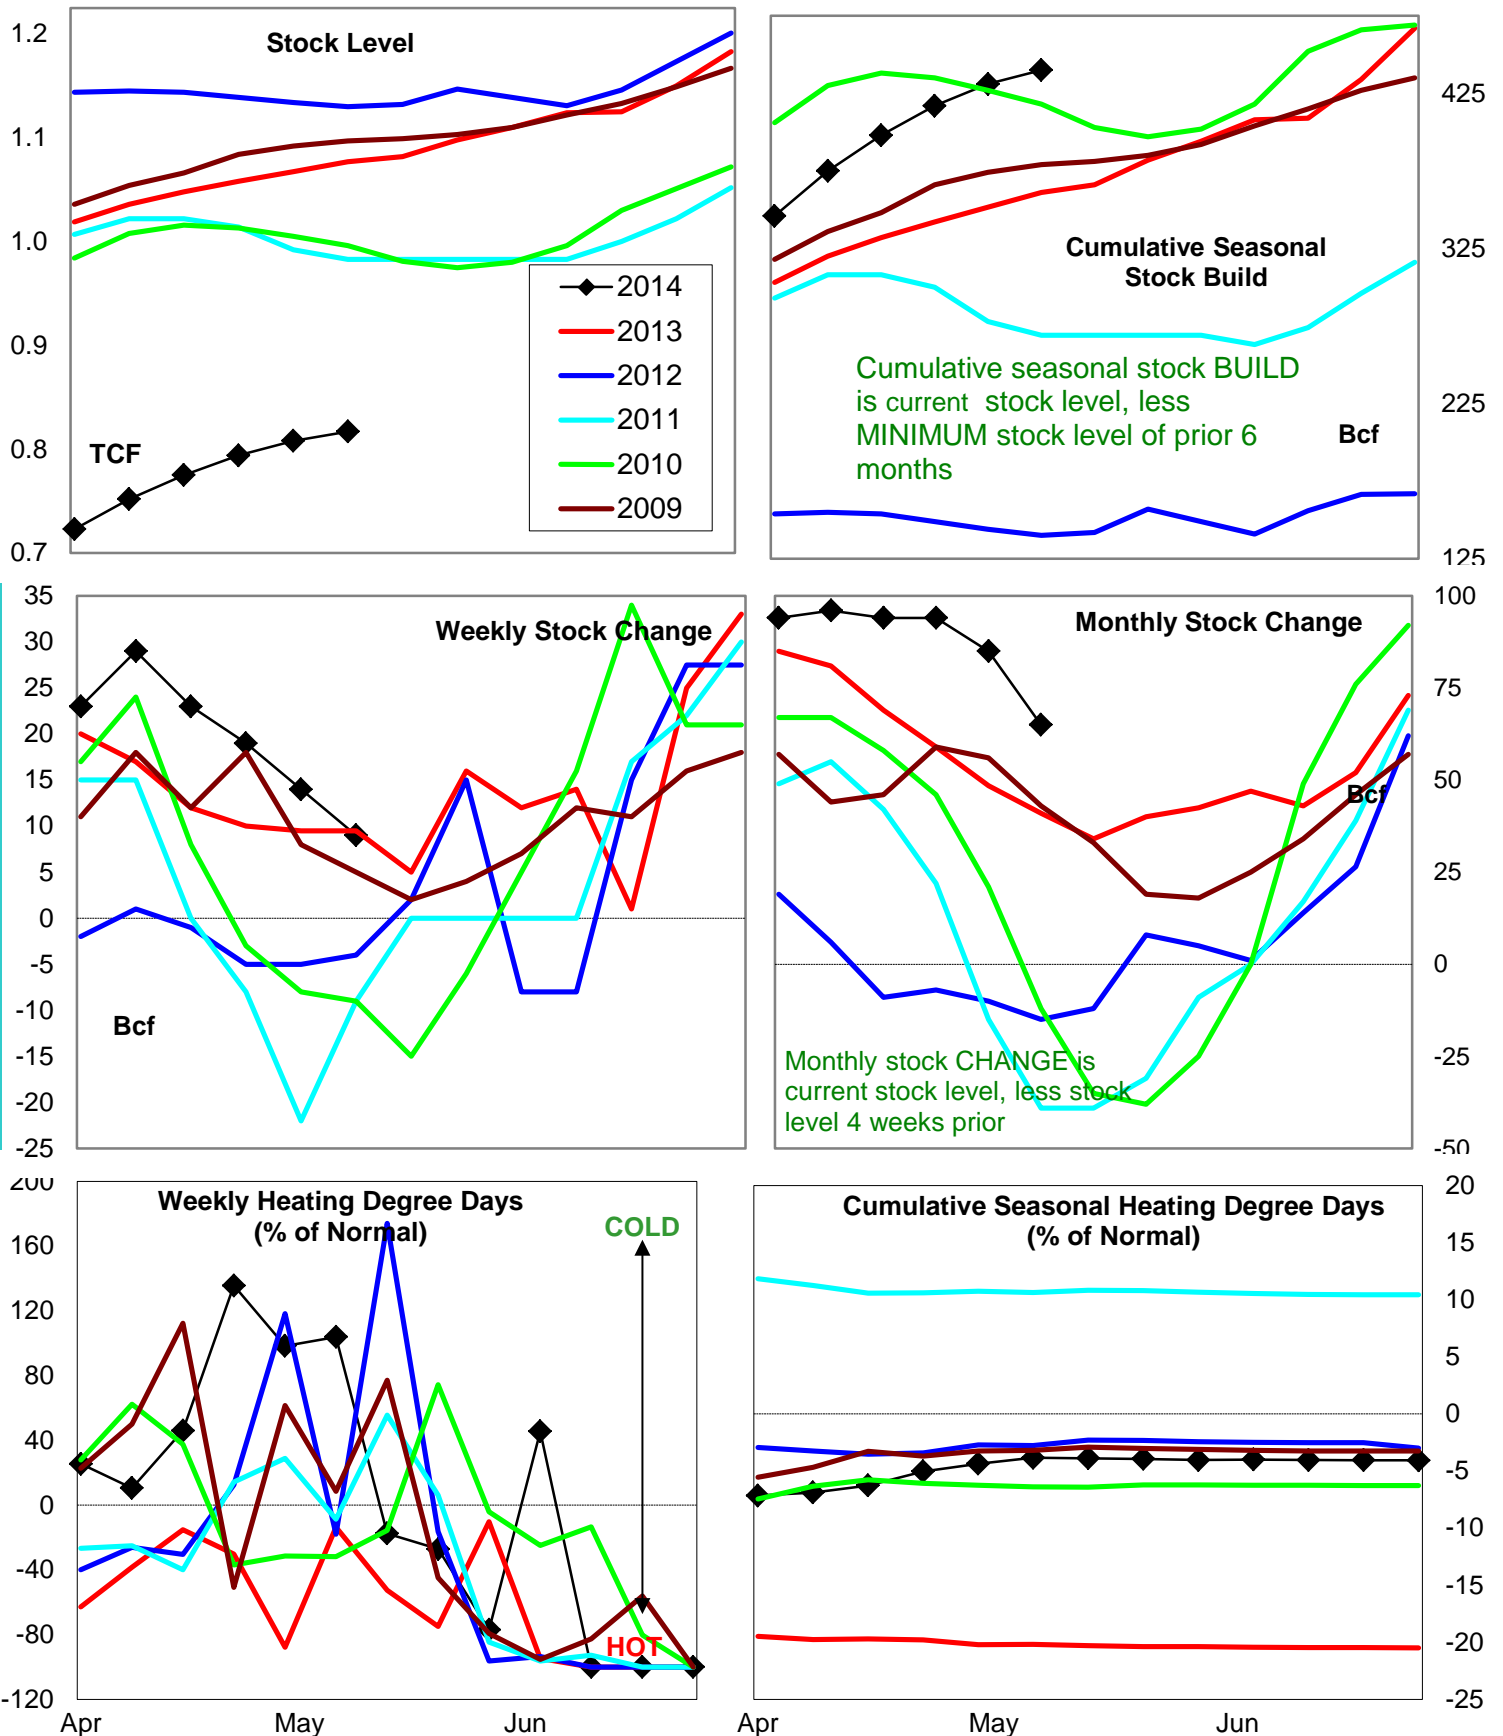 Stock Level
1.2
1.1
1.0
0.9
0.8
0.7
TCF
2014
2013
2012
2011
2010
2009
Cumulative Seasonal
Stock Build
425
325
225
125
Cumulative seasonal stock BUILD
is current stock level, less
MINIMUM stock level of prior 6
months
Bcf
Weekly Stock Change
35
30
25
20
15
10
5
0
-5
-10
-15
-20
-25
Bcf
Monthly Stock Change
100
75
50
25
0
-25
-50
Bcf
Monthly stock CHANGE is
current stock level, less stock
level 4 weeks prior
Weekly Heating Degree Days
(% of Normal)
200
160
120
80
40
0
-40
-80
-120
COLD
HOT
Apr
May
Jun
Cumulative Seasonal Heating Degree Days
(% of Normal)
20
15
10
5
0
-5
-10
-15
-20
-25
Apr
May
Jun